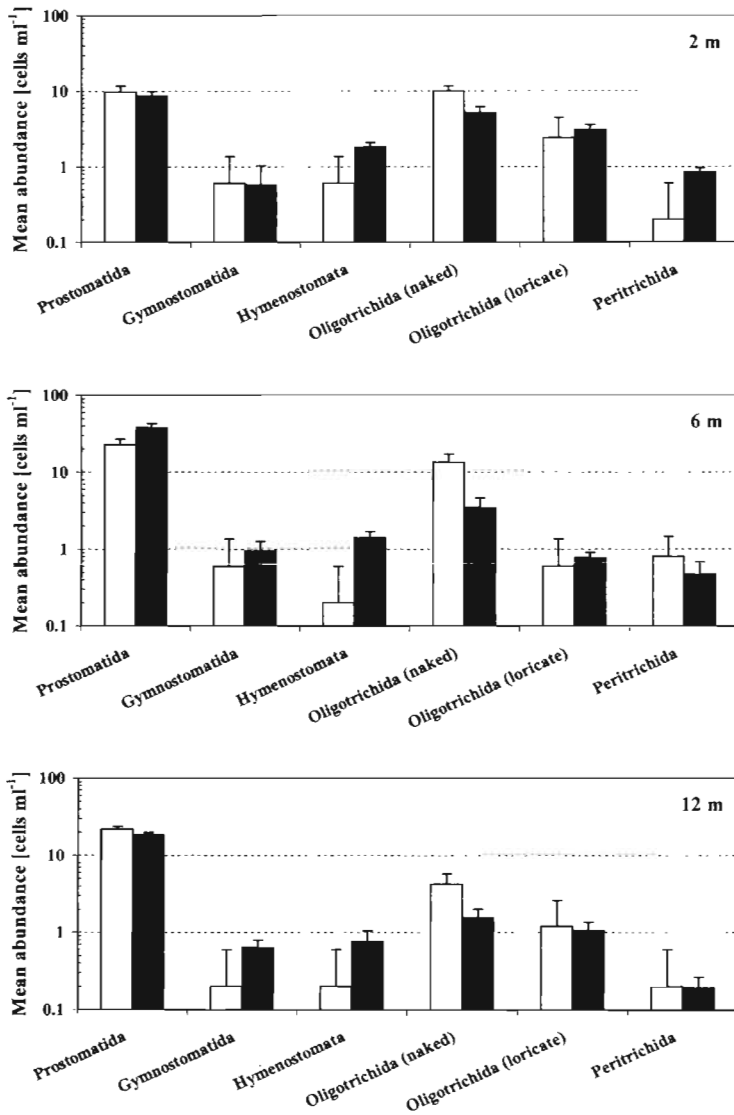 100
10
1
0.1
Mean abundance [cells ml⁻¹]
2 m
Prostomatida
Gymnostomatida
Hymenostomata
Oligotrichida (naked)
Oligotrichida (loricate)
Peritrichida
100
10
1
0.1
Mean abundance [cells ml⁻¹]
6 m
Prostomatida
Gymnostomatida
Hymenostomata
Oligotrichida (naked)
Oligotrichida (loricate)
Peritrichida
100
10
1
0.1
Mean abundance [cells ml⁻¹]
12 m
Prostomatida
Gymnostomatida
Hymenostomata
Oligotrichida (naked)
Oligotrichida (loricate)
Peritrichida